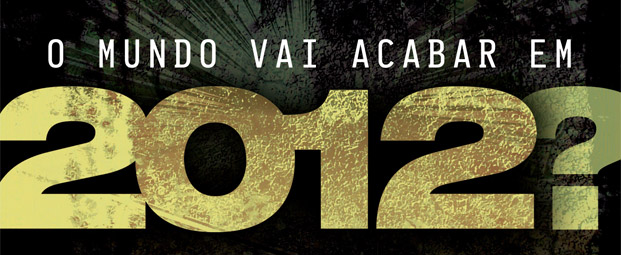 O MUNDO VAI ACABAR EM
2012?